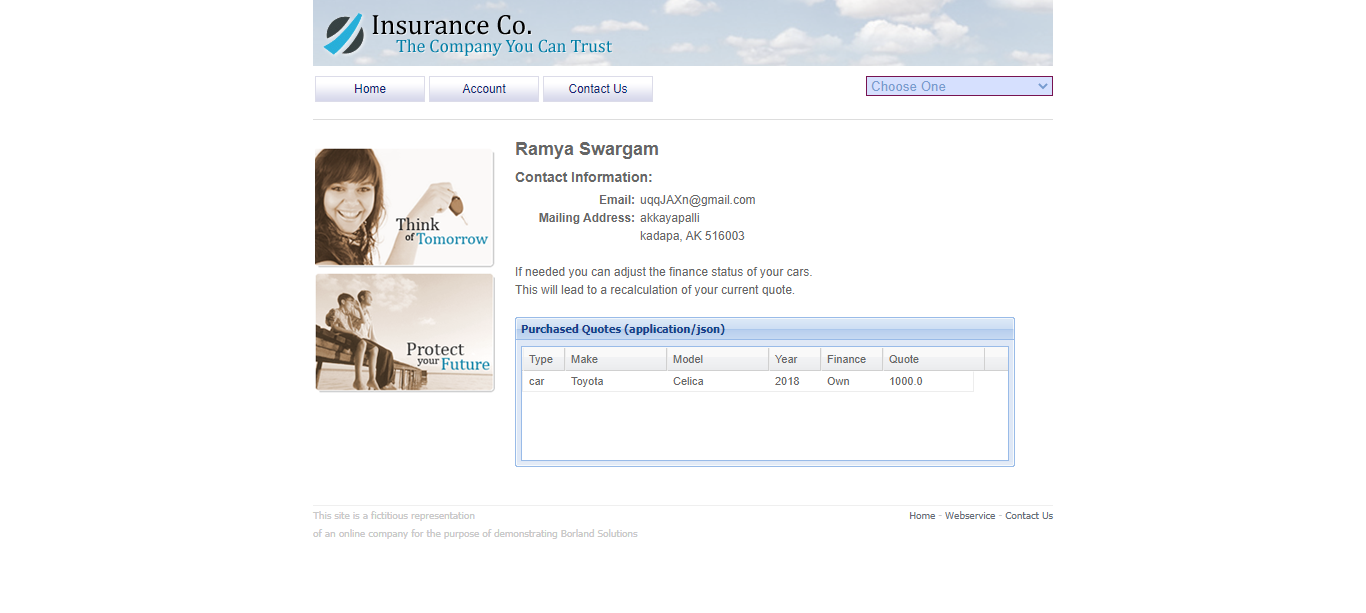 Insurance Co.
The Company You Can Trust
Home
Account
Contact Us
Choose One
Think
of Tomorrow
Protect
your Future
Ramya Swargam
Contact Information:
Email: uqqJAXn@gmail.com
Mailing Address: akkayapalli
kadapa, AK 516003
If needed you can adjust the finance status of your cars.
This will lead to a recalculation of your current quote.
Purchased Quotes (application/json)
Type Make Model Year Finance Quote
car Toyota Celica 2018 Own 1000.0
This site is a fictitious representation
of an online company for the purpose of demonstrating Borland Solutions
Home - Webservice - Contact Us